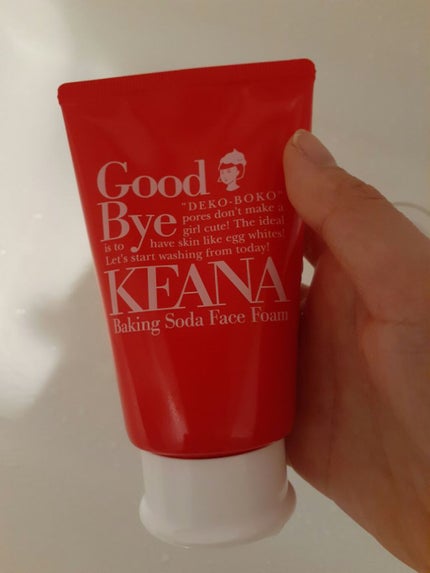 Good
Bye
"DEKO-BOKO"
pores don't make a
girl cute! The ideal
is to have skin like egg whites!
Let's start washing from today!
KEANA
Baking Soda Face Foam